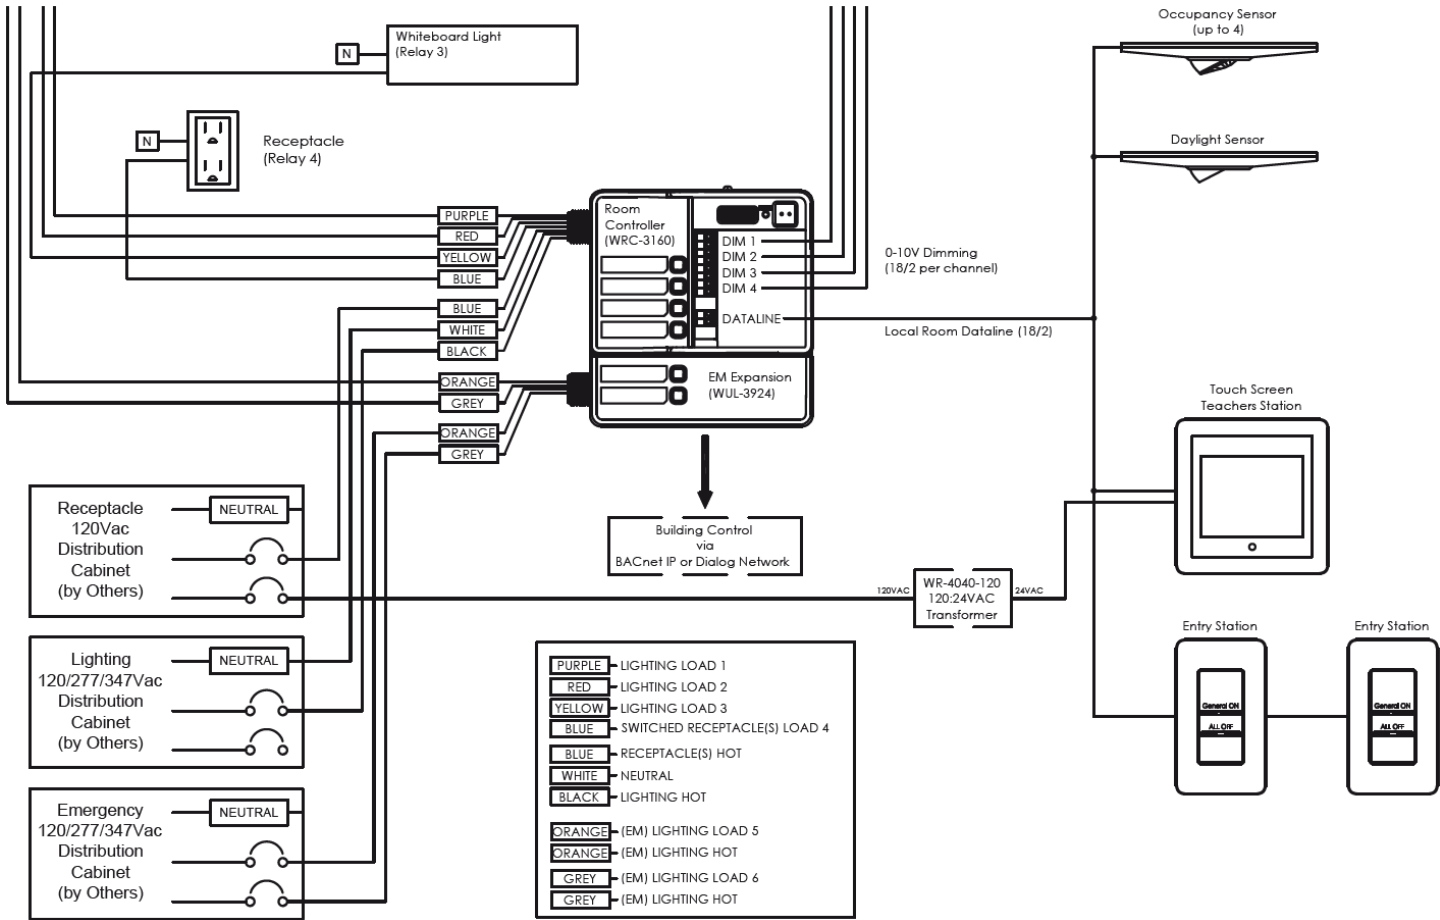 Occupancy Sensor
(up to 4)
Whiteboard Light
(Relay 3)
N
N
Receptacle
(Relay 4)
Daylight Sensor
PURPLE
RED
YELLOW
BLUE
BLUE
WHITE
BLACK
ORANGE
GREY
ORANGE
GREY
Room
Controller
(WRC-3160)
DIM 1
DIM 2
DIM 3
DIM 4
DATALINE
EM Expansion
(WUL-3924)
0-10V Dimming
(18/2 per channel)
Local Room Dataline (18/2)
Touch Screen
Teachers Station
Building Control
via
BACnet IP or Dialog Network
Receptacle
120Vac
Distribution
Cabinet
(by Others)
NEUTRAL
120VAC
WR-4040-120
120:24VAC
Transformer
24VAC
Lighting
120/277/347Vac
Distribution
Cabinet
(by Others)
NEUTRAL
Emergency
120/277/347Vac
Distribution
Cabinet
(by Others)
NEUTRAL
PURPLE LIGHTING LOAD 1
RED LIGHTING LOAD 2
YELLOW LIGHTING LOAD 3
BLUE SWITCHED RECEPTACLE(S) LOAD 4
BLUE RECEPTACLE(S) HOT
WHITE NEUTRAL
BLACK LIGHTING HOT
ORANGE (EM) LIGHTING LOAD 5
ORANGE (EM) LIGHTING HOT
GREY (EM) LIGHTING LOAD 6
GREY (EM) LIGHTING HOT
Entry Station
General ON
ALL OFF
Entry Station
General ON
ALL OFF